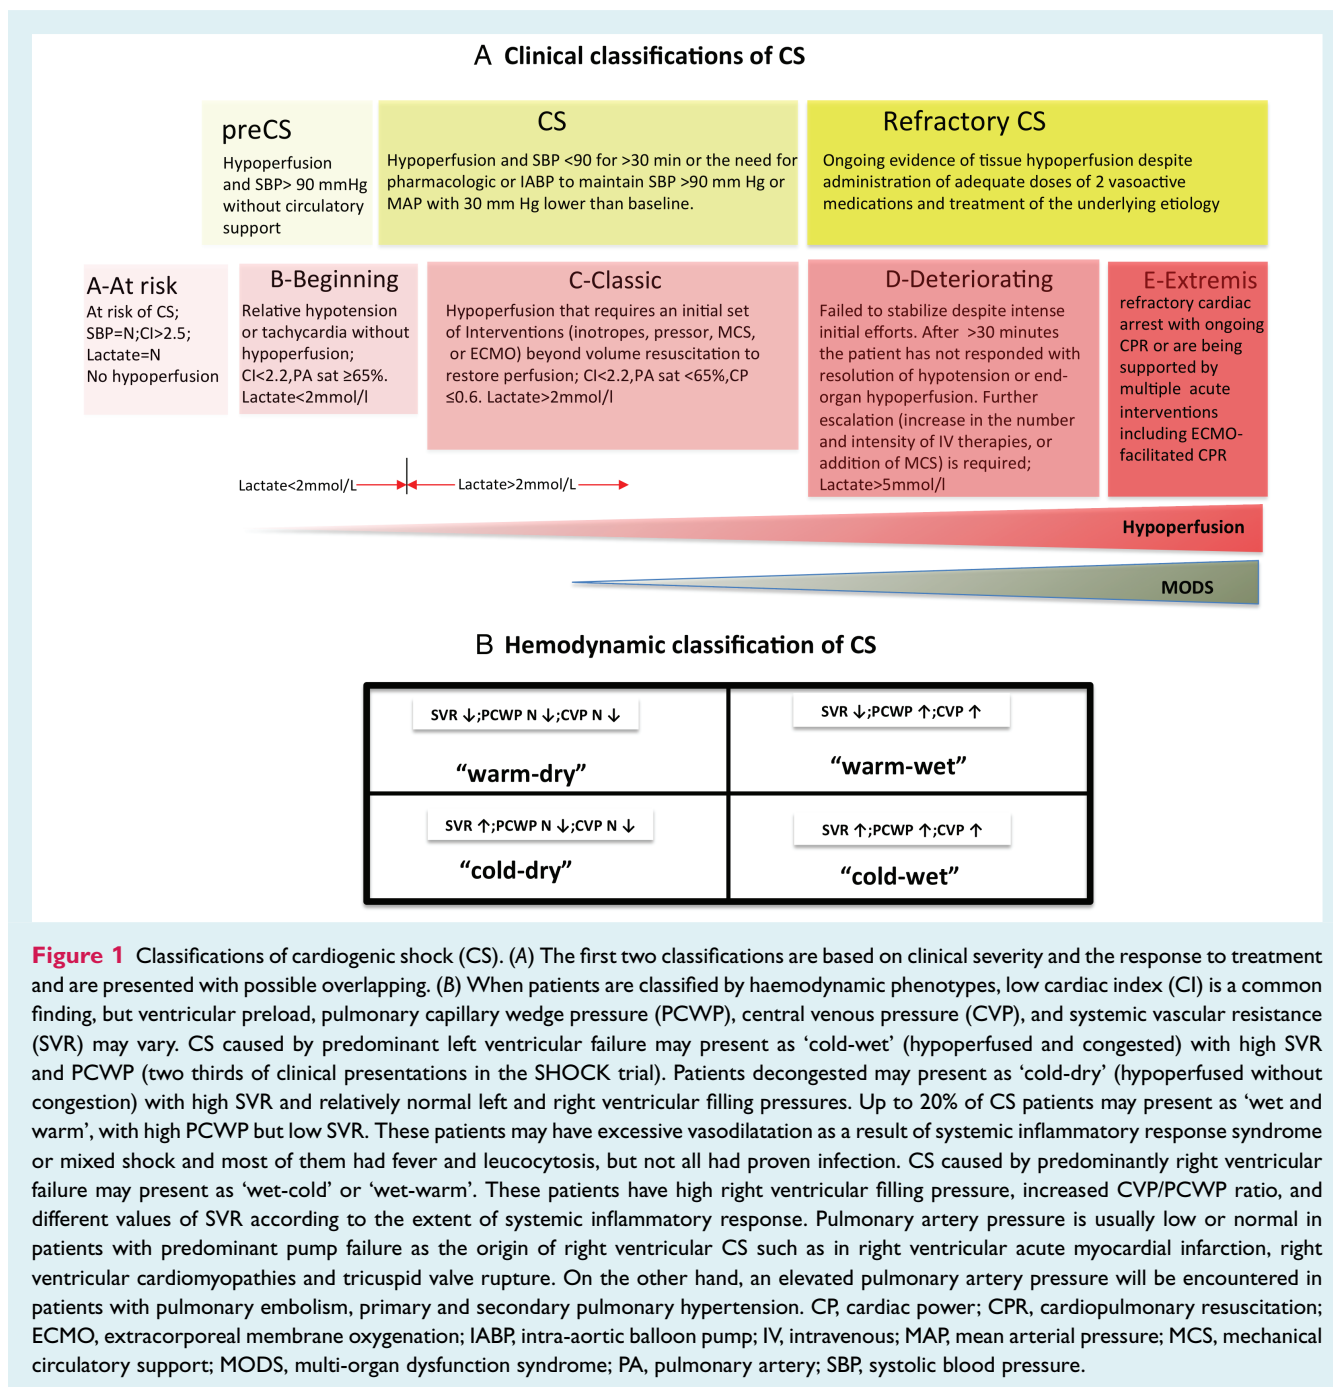 A Clinical classifications of CS
preCS
Hypoperfusion
and SBP> 90 mmHg
without circulatory
support
CS
Hypoperfusion and SBP <90 for >30 min or the need for
pharmacologic or IABP to maintain SBP >90 mm Hg or
MAP with 30 mm Hg lower than baseline.
Refractory CS
Ongoing evidence of tissue hypoperfusion despite
administration of adequate doses of 2 vasoactive
medications and treatment of the underlying etiology
A-At risk
At risk of CS;
SBP=N;CI>2.5;
Lactate=N
No hypoperfusion
B-Beginning
Relative hypotension
or tachycardia without
hypoperfusion;
CI<2.2,PA sat ≥65%.
Lactate<2mmol/l
C-Classic
Hypoperfusion that requires an initial set
of Interventions (inotropes, pressor, MCS,
or ECMO) beyond volume resuscitation to
restore perfusion; CI<2.2,PA sat <65%,CP
≤0.6. Lactate>2mmol/l
D-Deteriorating
Failed to stabilize despite intense
initial efforts. After >30 minutes
the patient has not responded with
resolution of hypotension or end-
organ hypoperfusion. Further
escalation (increase in the number
and intensity of IV therapies, or
addition of MCS) is required;
Lactate>5mmol/l
E-Extremis
refractory cardiac
arrest with ongoing
CPR or are being
supported by
multiple acute
interventions
including ECMO-
facilitated CPR
Lactate<2mmol/L
Lactate>2mmol/L
Hypoperfusion
MODS
B Hemodynamic classification of CS
SVR ↓;PCWP N ↓;CVP N ↓
"warm-dry"
SVR ↓;PCWP ↑;CVP ↑
"warm-wet"
SVR ↑;PCWP N ↓;CVP N ↓
"cold-dry"
SVR ↑;PCWP ↑;CVP ↑
"cold-wet"
Figure 1 Classifications of cardiogenic shock (CS). (A) The first two classifications are based on clinical severity and the response to treatment
and are presented with possible overlapping. (B) When patients are classified by haemodynamic phenotypes, low cardiac index (CI) is a common
finding, but ventricular preload, pulmonary capillary wedge pressure (PCWP), central venous pressure (CVP), and systemic vascular resistance
(SVR) may vary. CS caused by predominant left ventricular failure may present as ‘cold-wet’ (hypoperfused and congested) with high SVR
and PCWP (two thirds of clinical presentations in the SHOCK trial). Patients decongested may present as ‘cold-dry’ (hypoperfused without
congestion) with high SVR and relatively normal left and right ventricular filling pressures. Up to 20% of CS patients may present as ‘wet and
warm’, with high PCWP but low SVR. These patients may have excessive vasodilatation as a result of systemic inflammatory response syndrome
or mixed shock and most of them had fever and leucocytosis, but not all had proven infection. CS caused by predominantly right ventricular
failure may present as ‘wet-cold’ or ‘wet-warm’. These patients have high right ventricular filling pressure, increased CVP/PCWP ratio, and
different values of SVR according to the extent of systemic inflammatory response. Pulmonary artery pressure is usually low or normal in
patients with predominant pump failure as the origin of right ventricular CS such as in right ventricular acute myocardial infarction, right
ventricular cardiomyopathies and tricuspid valve rupture. On the other hand, an elevated pulmonary artery pressure will be encountered in
patients with pulmonary embolism, primary and secondary pulmonary hypertension. CP, cardiac power; CPR, cardiopulmonary resuscitation;
ECMO, extracorporeal membrane oxygenation; IABP, intra-aortic balloon pump; IV, intravenous; MAP, mean arterial pressure; MCS, mechanical
circulatory support; MODS, multi-organ dysfunction syndrome; PA, pulmonary artery; SBP, systolic blood pressure.